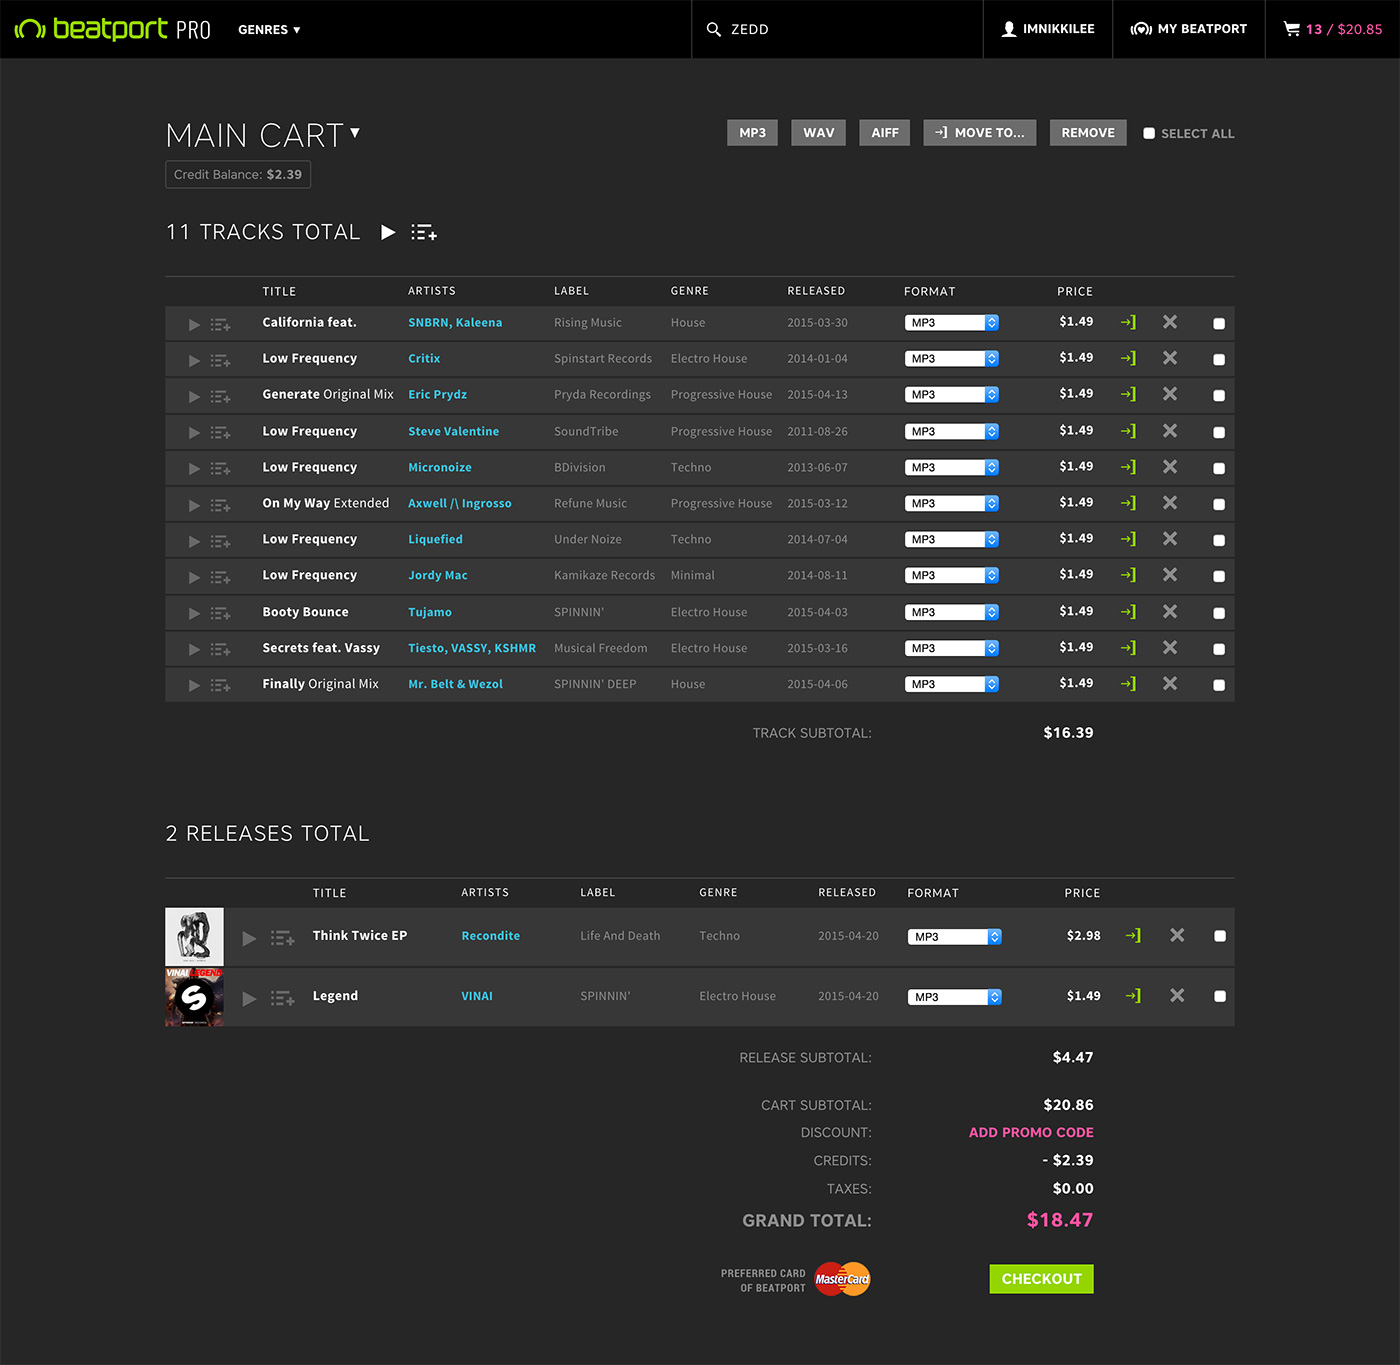 beatport PRO GENRES ▾ ZEDD IMNIKKILEE MY BEATPORT 13 / $20.85
MAIN CART ▾ MP3 WAV AIFF MOVE TO... REMOVE SELECT ALL
Credit Balance: $2.39
11 TRACKS TOTAL
TITLE ARTISTS LABEL GENRE RELEASED FORMAT PRICE
California feat. SNBRN, Kaleena Rising Music House 2015-03-30 MP3 $1.49
Low Frequency Critix Spinstart Records Electro House 2014-01-04 MP3 $1.49
Generate Original Mix Eric Prydz Pryda Recordings Progressive House 2015-04-13 MP3 $1.49
Low Frequency Steve Valentine SoundTribe Progressive House 2011-08-26 MP3 $1.49
Low Frequency Micronoize BDivision Techno 2013-06-07 MP3 $1.49
On My Way Extended Axwell /\ Ingrosso Refune Music Progressive House 2015-03-12 MP3 $1.49
Low Frequency Liquefied Under Noize Techno 2014-07-04 MP3 $1.49
Low Frequency Jordy Mac Kamikaze Records Minimal 2014-08-11 MP3 $1.49
Booty Bounce Tujamo SPINNIN' Electro House 2015-04-03 MP3 $1.49
Secrets feat. Vassy Tiesto, VASSY, KSHMR Musical Freedom Electro House 2015-03-16 MP3 $1.49
Finally Original Mix Mr. Belt & Wezol SPINNIN' DEEP House 2015-04-06 MP3 $1.49
TRACK SUBTOTAL: $16.39
2 RELEASES TOTAL
TITLE ARTISTS LABEL GENRE RELEASED FORMAT PRICE
Think Twice EP Recondite Life And Death Techno 2015-04-20 MP3 $2.98
VINAI LEGEND
Legend VINAI SPINNIN' Electro House 2015-04-20 MP3 $1.49
RELEASE SUBTOTAL: $4.47
CART SUBTOTAL: $20.86
DISCOUNT: ADD PROMO CODE
CREDITS: - $2.39
TAXES: $0.00
GRAND TOTAL: $18.47
PREFERRED CARD
OF BEATPORT
MasterCard
CHECKOUT